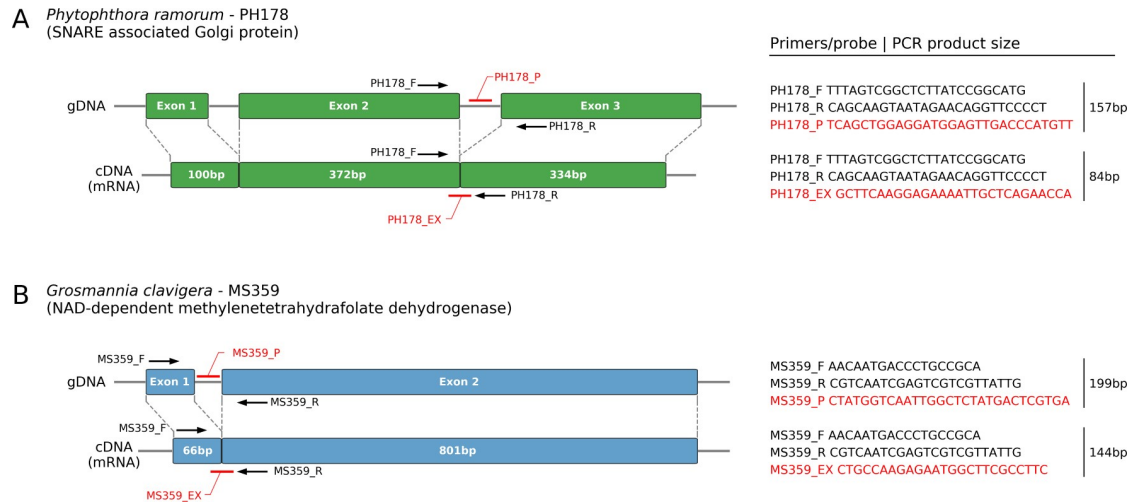 A
Phytophthora ramorum - PH178
(SNARE associated Golgi protein)
Primers/probe | PCR product size
PH178_F
PH178_P
gDNA
Exon 1
Exon 2
Exon 3
PH178_R
PH178_F
cDNA
(mRNA)
100bp
372bp
334bp
PH178_R
PH178_EX
PH178_F TTTAGTCGGCTCTTATCCGGCATG
PH178_R CAGCAAGTAATAGAACAGGTTCCCCT
PH178_P TCAGCTGGAGGATGGAGTTGACCCATGTT
157bp
PH178_F TTTAGTCGGCTCTTATCCGGCATG
PH178_R CAGCAAGTAATAGAACAGGTTCCCCT
PH178_EX GCTTCAAGGAGAAAATTGCTCAGAACCA
84bp
B
Grosmannia clavigera - MS359
(NAD-dependent methylenetetrahydrafolate dehydrogenase)
MS359_F
MS359_P
gDNA
Exon 1
Exon 2
MS359_R
MS359_F
cDNA
(mRNA)
66bp
801bp
MS359_R
MS359_EX
MS359_F AACAATGACCCTGCCGCA
MS359_R CGTCAATCGAGTCGTCGTTATTG
MS359_P CTATGGTCAATTGGCTCTATGACTCGTGA
199bp
MS359_F AACAATGACCCTGCCGCA
MS359_R CGTCAATCGAGTCGTCGTTATTG
MS359_EX CTGCCAAGAGAATGGCTTCGCCTTC
144bp